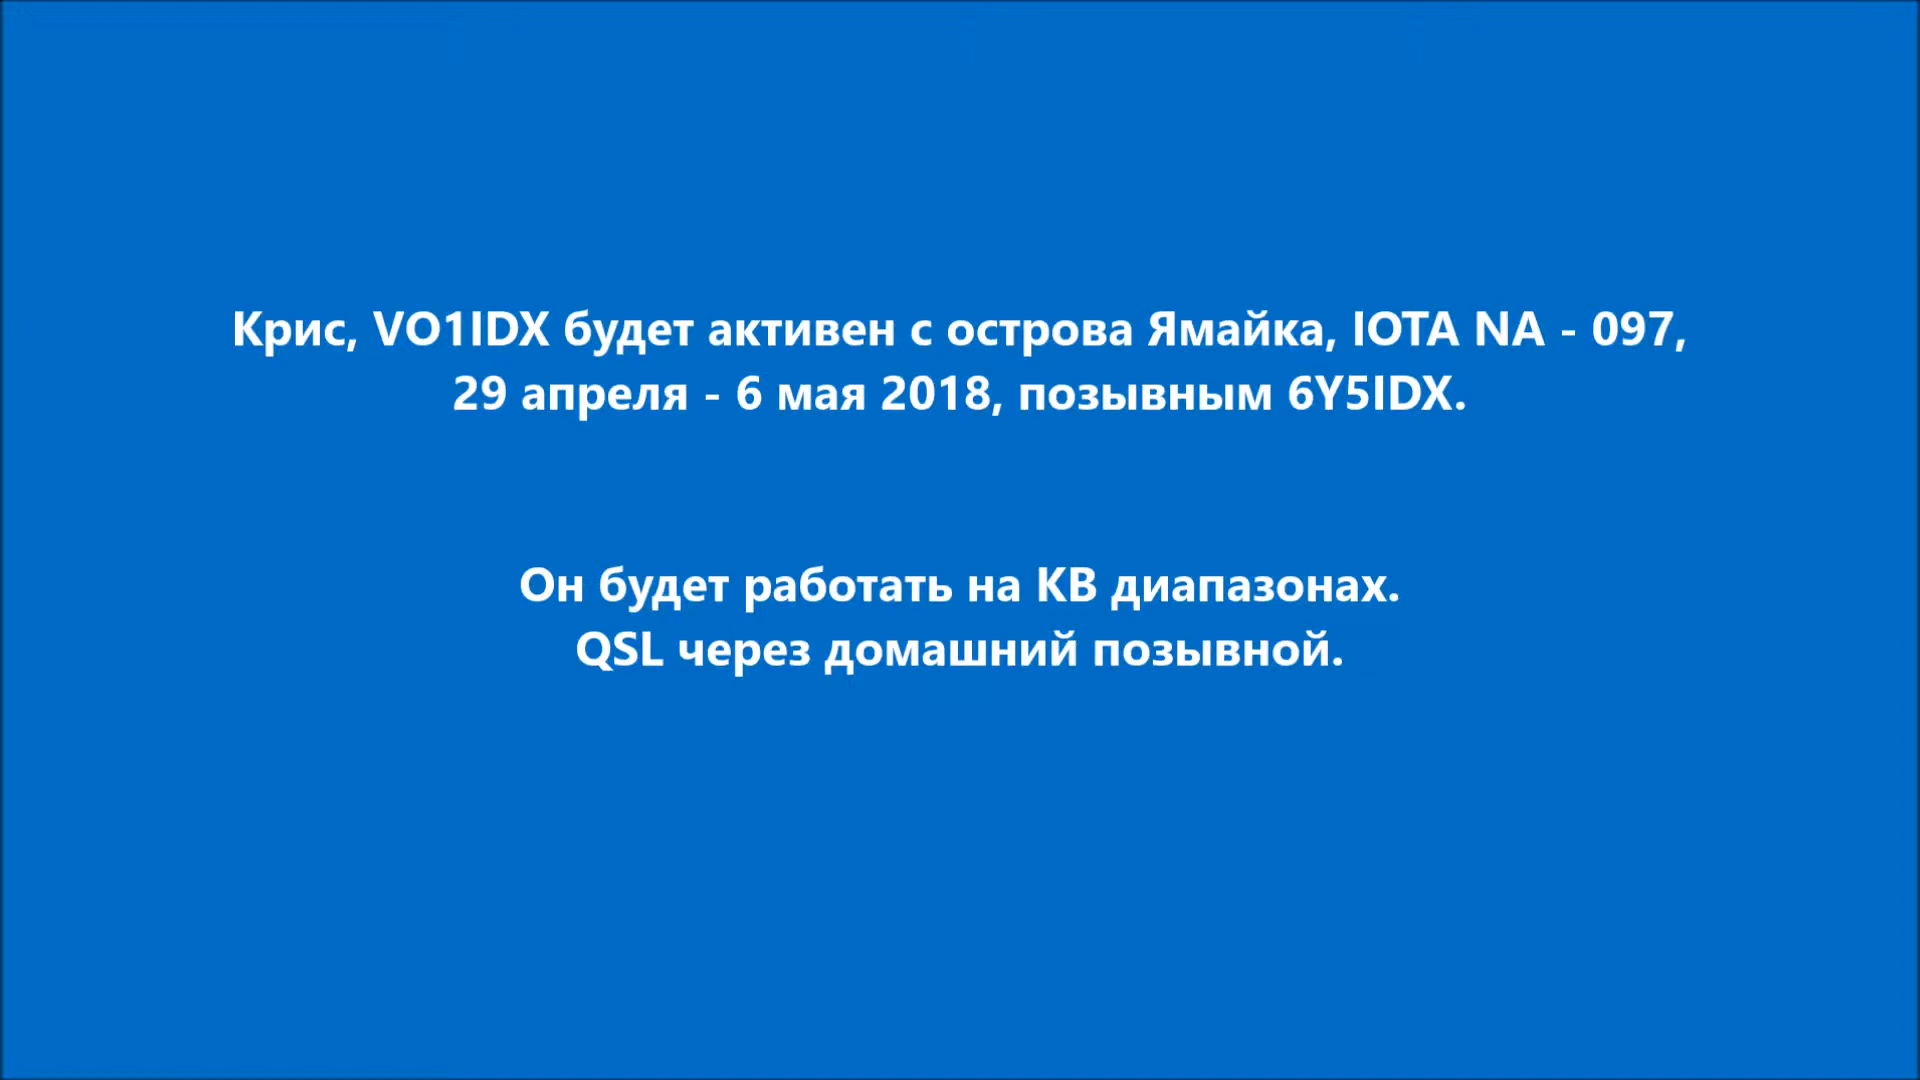 Крис, VO1IDX будет активен с острова Ямайка, IOTA NA - 097,
29 апреля - 6 мая 2018, позывным 6Y5IDX.
Он будет работать на КВ диапазонах.
QSL через домашний позывной.